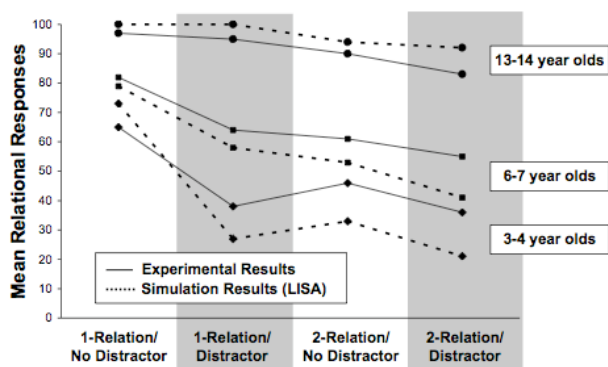 Mean Relational Responses
100
90
80
70
60
50
40
30
20
10
0
13-14 year olds
6-7 year olds
3-4 year olds
Experimental Results
Simulation Results (LISA)
1-Relation/
No Distractor
1-Relation/
Distractor
2-Relation/
No Distractor
2-Relation/
Distractor